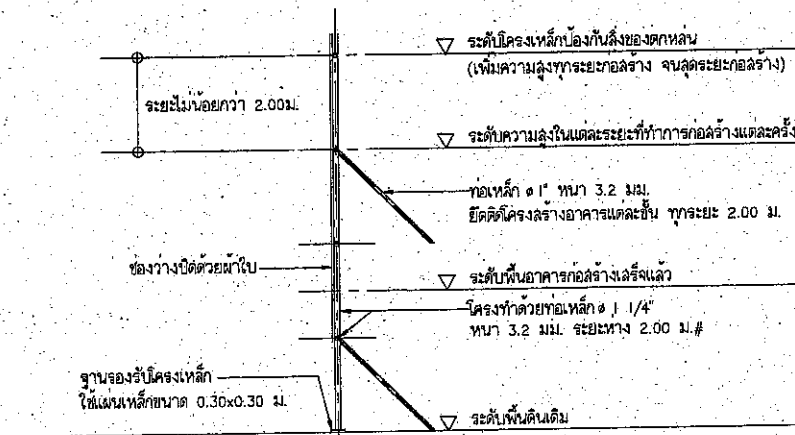 ระดับโครงเหล็กป้องกันสิ่งของตกหล่น
(เพิ่มความสูงทุกระยะก่อสร้าง จนสุดระยะก่อสร้าง)
ระยะไม่น้อยกว่า 2.00ม.
ระดับความสูงในแต่ละระยะที่ทำการก่อสร้างแต่ละครั้ง
ท่อเหล็ก ø 1" หนา 3.2 มม.
ยึดติดโครงสร้างอาคารแต่ละชั้น ทุกระยะ 2.00 ม.
ช่องว่างปิดด้วยผ้าใบ
ระดับพื้นอาคารก่อสร้างเสร็จแล้ว
โครงทำด้วยท่อเหล็ก ø 1 1/4"
หนา 3.2 มม. ระยะห่าง 2.00 ม.#
ฐานรองรับโครงเหล็ก
ใช้แผ่นเหล็กขนาด 0.30x0.30 ม.
ระดับพื้นดินเดิม